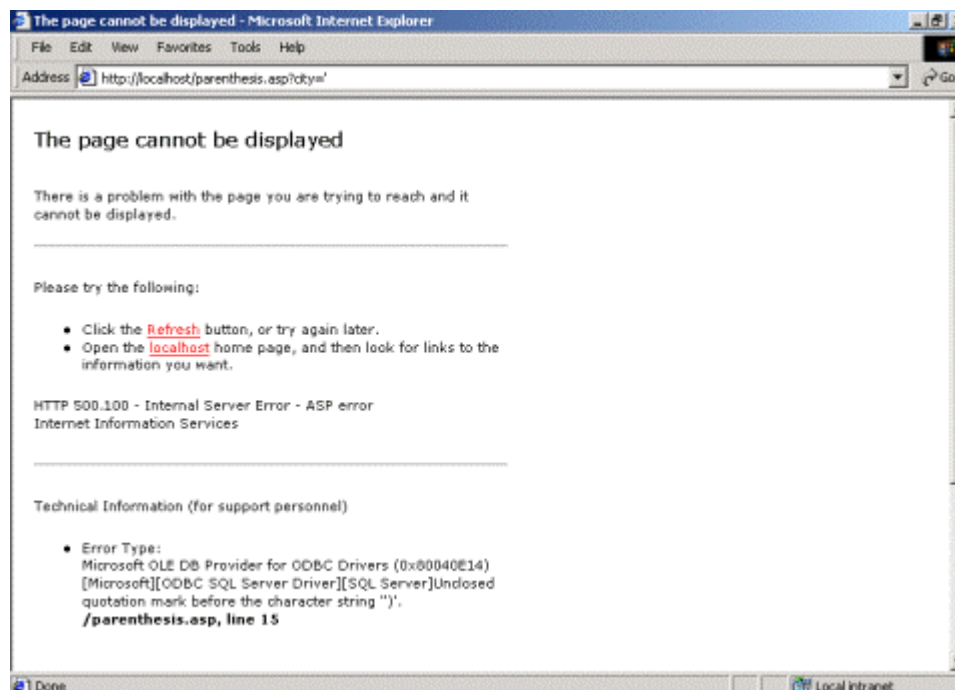 The page cannot be displayed - Microsoft Internet Explorer
File Edit View Favorites Tools Help
Address http://localhost/parenthesis.asp?city=' Go
The page cannot be displayed
There is a problem with the page you are trying to reach and it
cannot be displayed.
Please try the following:
• Click the Refresh button, or try again later.
• Open the localhost home page, and then look for links to the
information you want.
HTTP 500.100 - Internal Server Error - ASP error
Internet Information Services
Technical Information (for support personnel)
• Error Type:
Microsoft OLE DB Provider for ODBC Drivers (0x80040E14)
[Microsoft][ODBC SQL Server Driver][SQL Server]Unclosed
quotation mark before the character string '')'.
/parenthesis.asp, line 15
Done Local intranet